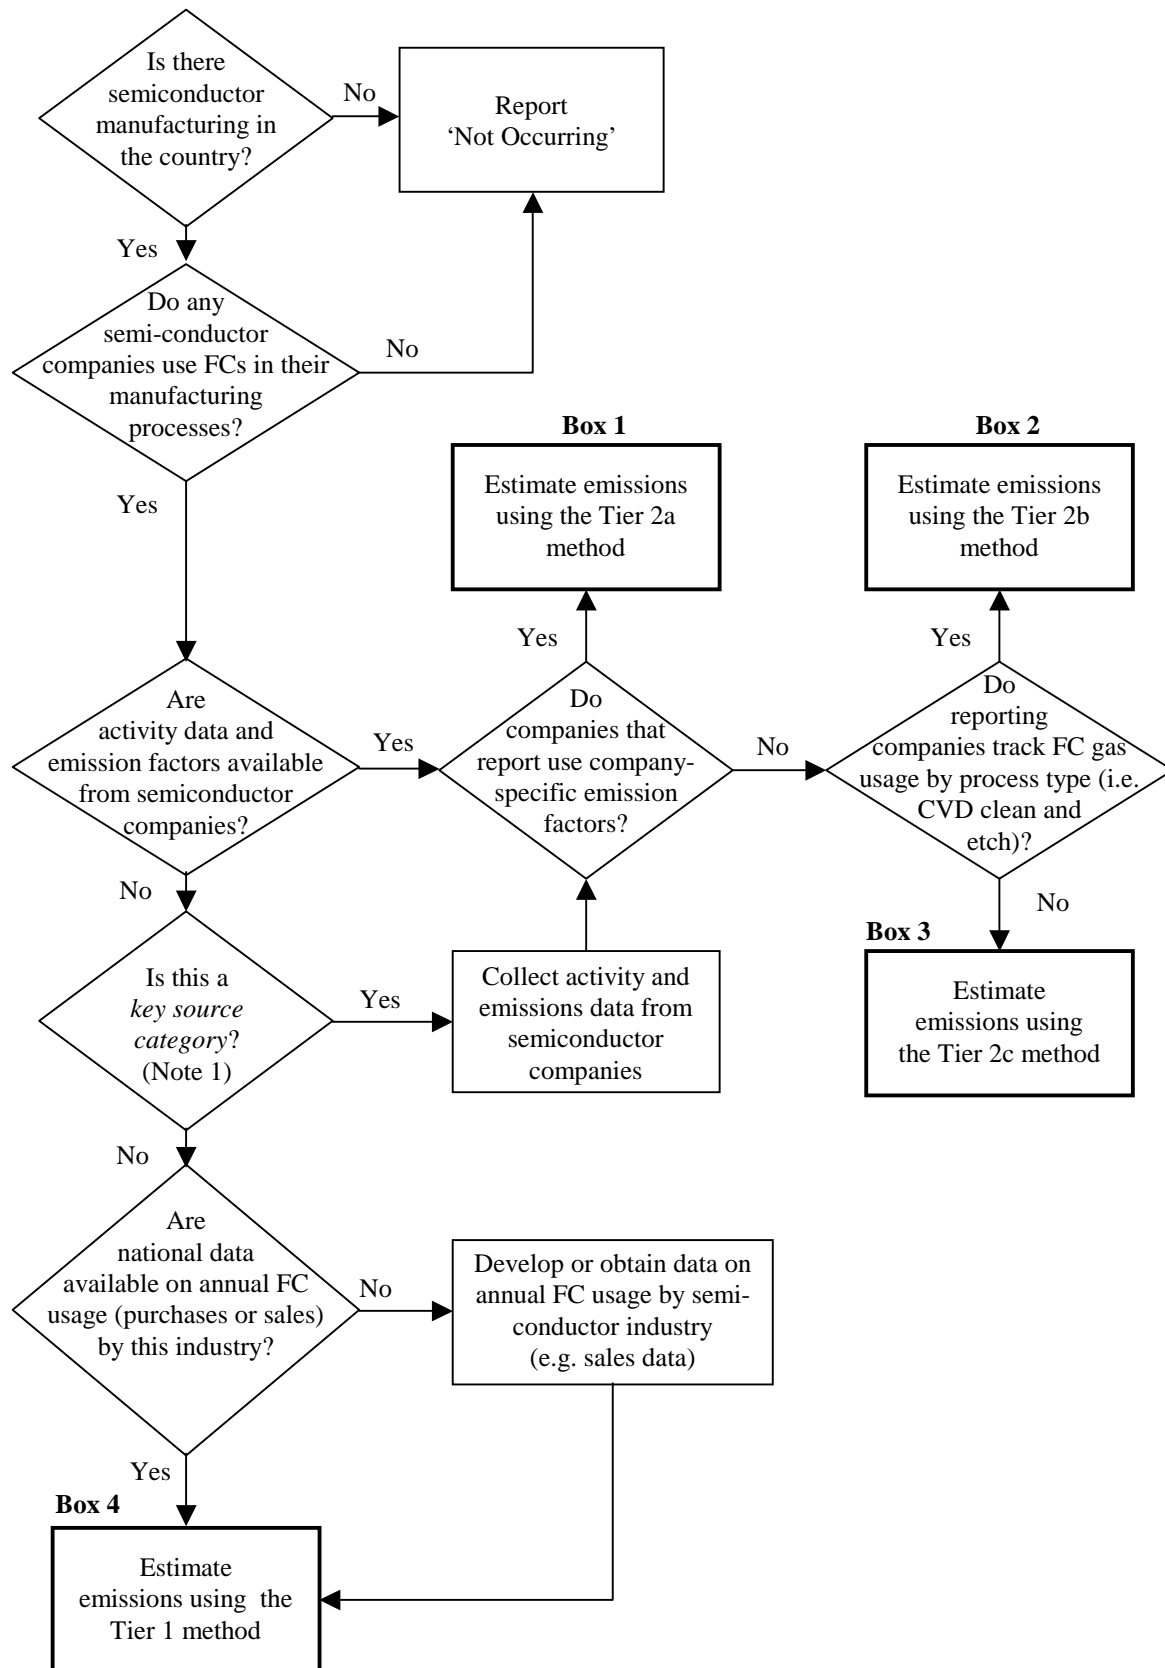 Is there
semiconductor
manufacturing in
the country?
No
Report
‘Not Occurring’
Yes
Do any
semi-conductor
companies use FCs in their
manufacturing
processes?
No
Yes
Box 1
Estimate emissions
using the Tier 2a
method
Box 2
Estimate emissions
using the Tier 2b
method
Yes
Yes
Are
activity data and
emission factors available
from semiconductor
companies?
Yes
Do
companies that
report use company-
specific emission
factors?
No
Do
reporting
companies track FC gas
usage by process type (i.e.
CVD clean and
etch)?
No
No
Box 3
Estimate
emissions using
the Tier 2c method
Is this a
key source
category?
(Note 1)
Yes
Collect activity and
emissions data from
semiconductor
companies
No
Are
national data
available on annual FC
usage (purchases or sales)
by this industry?
No
Develop or obtain data on
annual FC usage by semi-
conductor industry
(e.g. sales data)
Yes
Box 4
Estimate
emissions using the
Tier 1 method